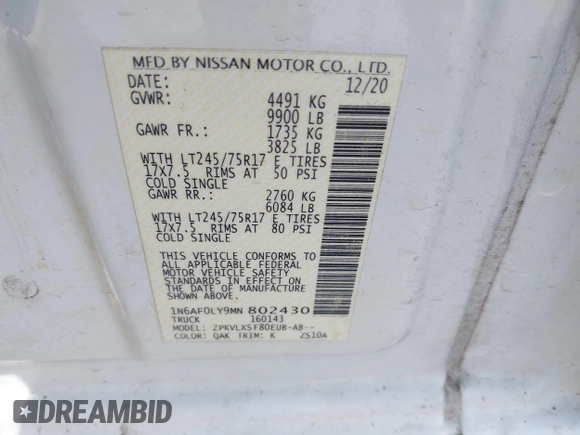 MFD BY NISSAN MOTOR CO., LTD.
DATE: 12/20
GVWR: 4491 KG
9900 LB
GAWR FR.: 1735 KG
3825 LB
WITH LT245/75R17 E TIRES
17X7.5 RIMS AT 50 PSI
COLD SINGLE
GAWR RR.: 2760 KG
6084 LB
WITH LT245/75R17 E TIRES
17X7.5 RIMS AT 80 PSI
COLD SINGLE
THIS VEHICLE CONFORMS TO
ALL APPLICABLE FEDERAL
MOTOR VEHICLE SAFETY
STANDARDS IN EFFECT ON
THE DATE OF MANUFACTURE
SHOWN ABOVE.
1N6AF0LY9MN 802430
TRUCK 160143
MODEL: ZPKVLXSF80EUB-AB--
COLOR: QAK TRIM: K ZS10A
DREAMBID